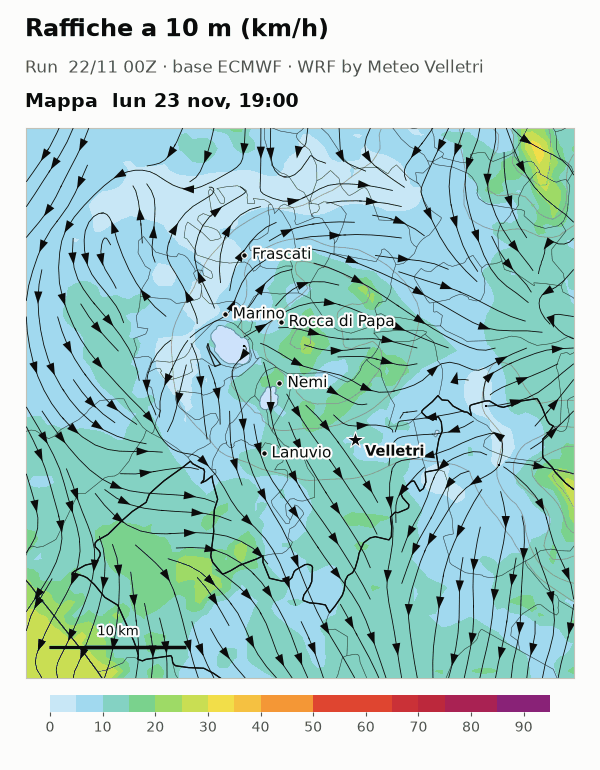 Raffiche a 10 m (km/h)
Run  22/11 00Z · base ECMWF · WRF by Meteo Velletri
Mappa  lun 23 nov, 19:00
Frascati
Marino
Rocca di Papa
Nemi
Velletri
Lanuvio
10 km
0 10 20 30 40 50 60 70 80 90